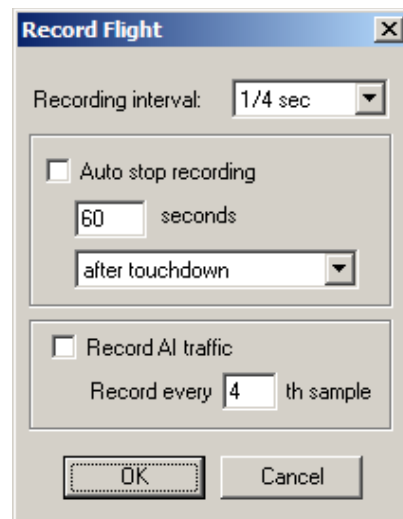 Record Flight
Recording interval: 1/4 sec
Auto stop recording
60 seconds
after touchdown
Record AI traffic
Record every 4 th sample
OK Cancel